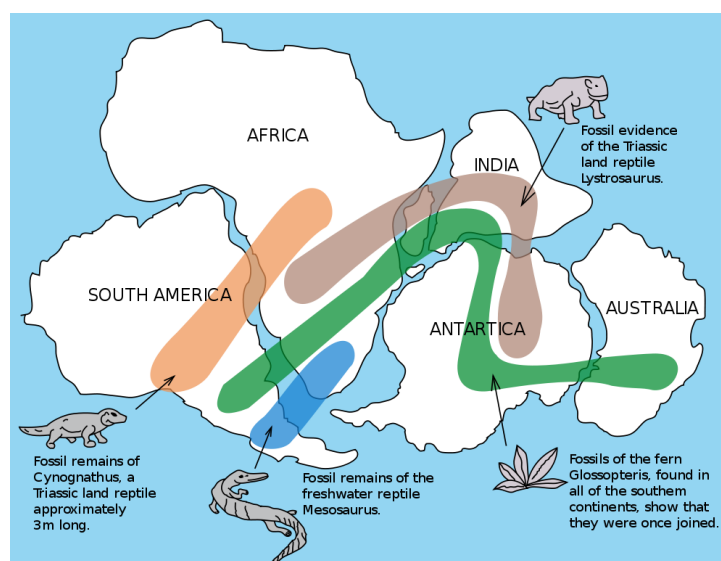 AFRICA
INDIA
SOUTH AMERICA
ANTARTICA
AUSTRALIA
Fossil evidence
of the Triassic
land reptile
Lystrosaurus.
Fossil remains of
Cynognathus, a
Triassic land reptile
approximately
3m long.
Fossil remains of the
freshwater reptile
Mesosaurus.
Fossils of the fern
Glossopteris, found in
all of the southem
continents, show that
they were once joined.